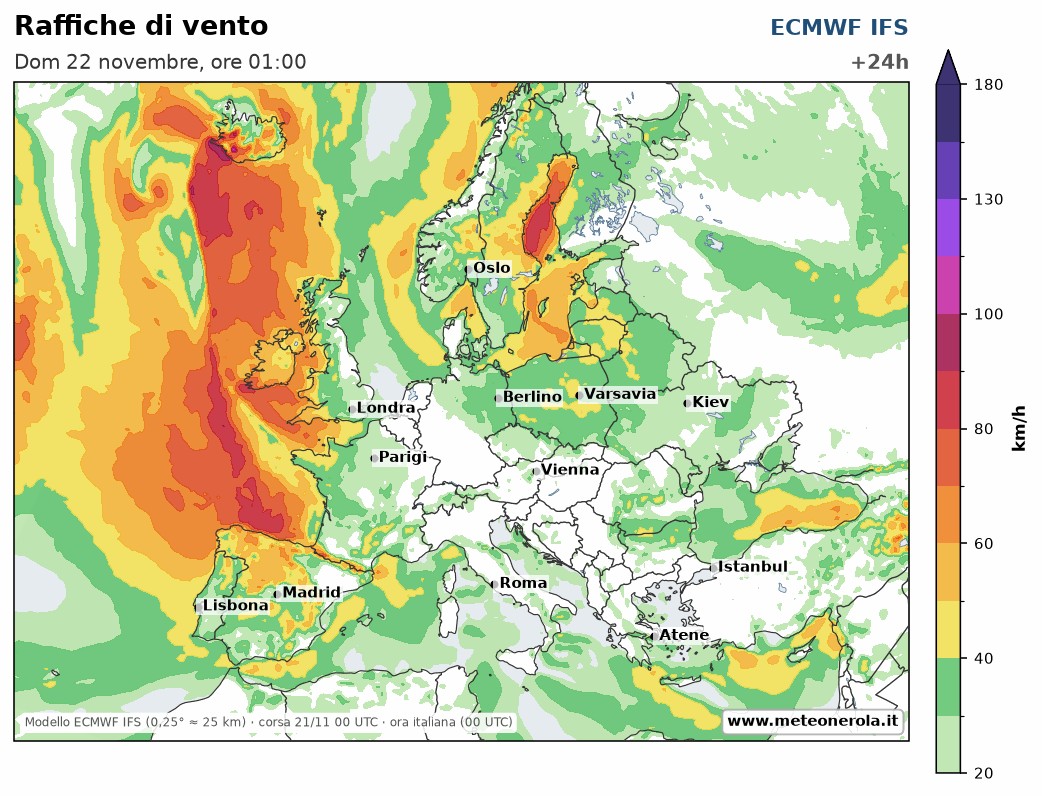 Raffiche di vento
ECMWF IFS
Dom 22 novembre, ore 01:00
+24h
180
130
100
80
60
40
20
km/h
Oslo
Berlino
Varsavia
Kiev
Londra
Parigi
Vienna
Istanbul
Roma
Madrid
Lisbona
Atene
Modello ECMWF IFS (0,25° ≈ 25 km) · corsa 21/11 00 UTC · ora italiana (00 UTC)
www.meteonerola.it